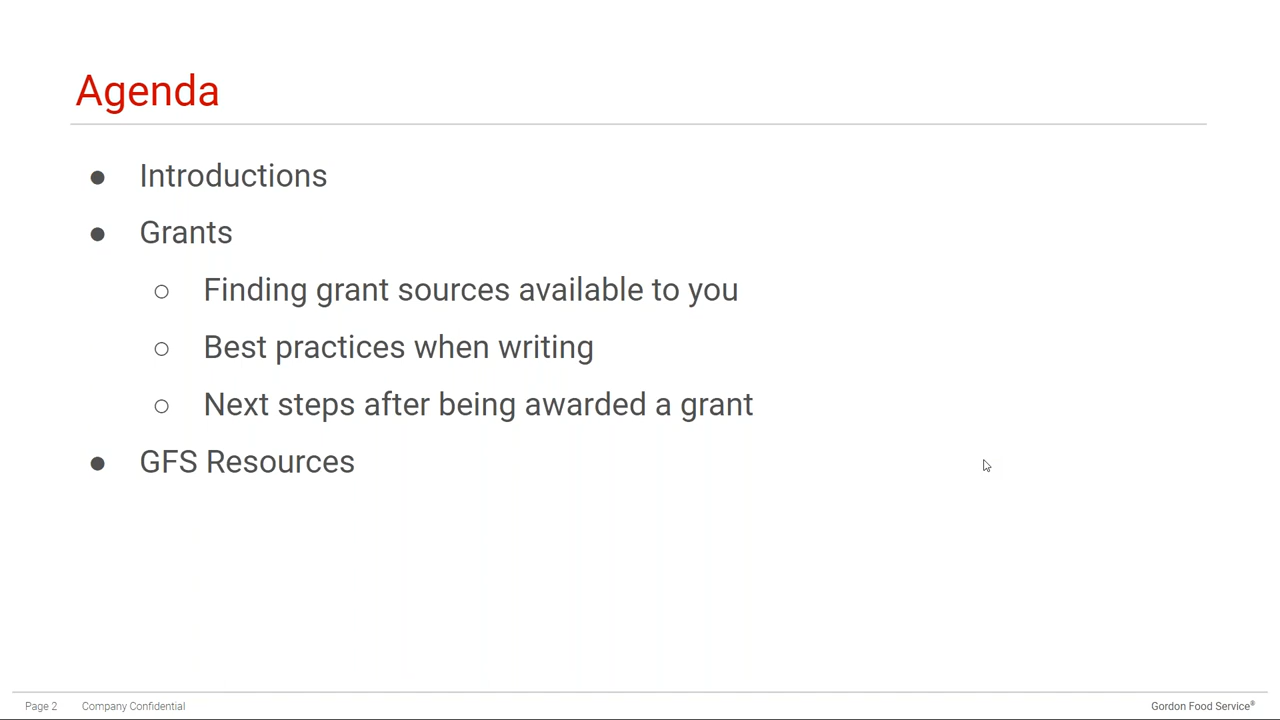 Agenda
● Introductions
● Grants
○ Finding grant sources available to you
○ Best practices when writing
○ Next steps after being awarded a grant
● GFS Resources
Page 2 Company Confidential Gordon Food Service®